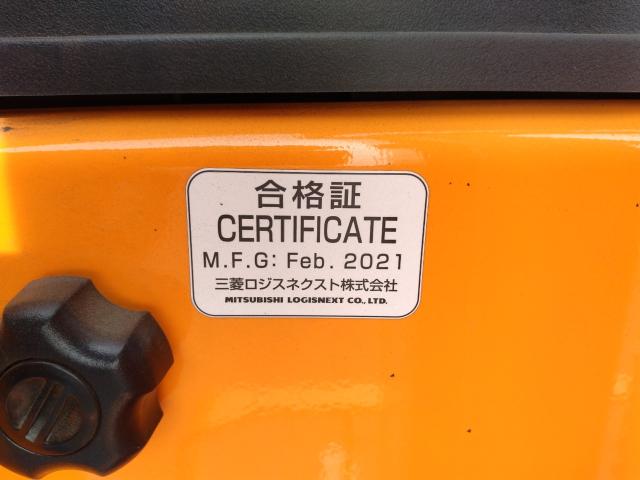 合格証
CERTIFICATE
M.F.G: Feb. 2021
三菱ロジスネクスト株式会社
MITSUBISHI LOGISNEXT CO., LTD.